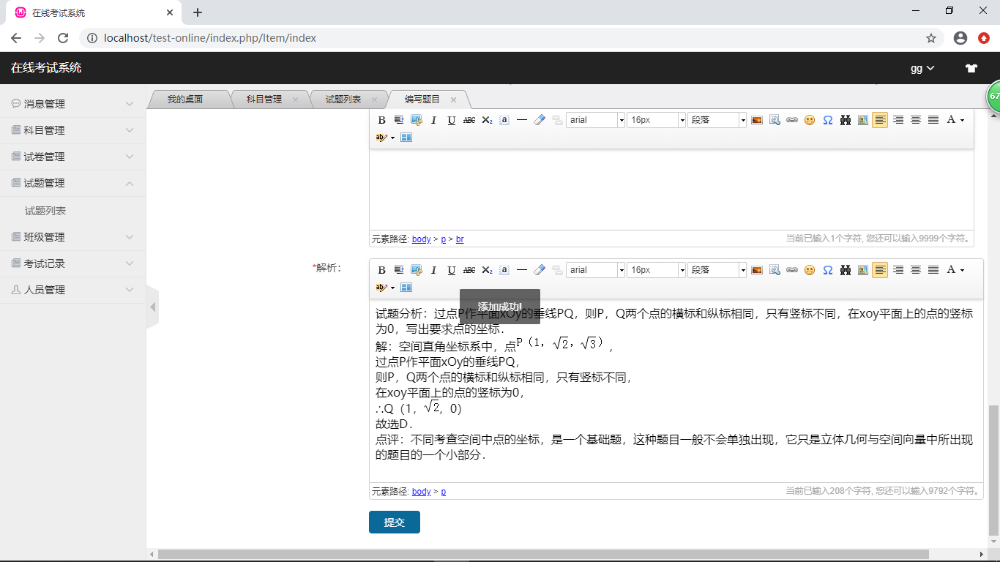 在线考试系统
localhost/test-online/index.php/Item/index
在线考试系统
gg
67
消息管理
科目管理
试卷管理
试题管理
试题列表
班级管理
考试记录
人员管理
我的桌面
科目管理
试题列表
编写题目
arial
16px
段落
元素路径: body > p > br
当前已输入1个字符, 您还可以输入9999个字符。
*解析：
arial
16px
段落
添加成功!
试题分析：过点P作平面xOy的垂线PQ，则P，Q两个点的横标和纵标相同，只有竖标不同，在xoy平面上的点的竖标
为0，写出要求点的坐标．
解：空间直角坐标系中，点P（1，√2，√3），
过点P作平面xOy的垂线PQ，
则P，Q两个点的横标和纵标相同，只有竖标不同，
在xoy平面上的点的竖标为0，
∴Q（1，√2，0）
故选D．
点评：不同考查空间中点的坐标，是一个基础题，这种题目一般不会单独出现，它只是立体几何与空间向量中所出现
的题目的一个小部分．
元素路径: body > p
当前已输入208个字符, 您还可以输入9792个字符。
提交